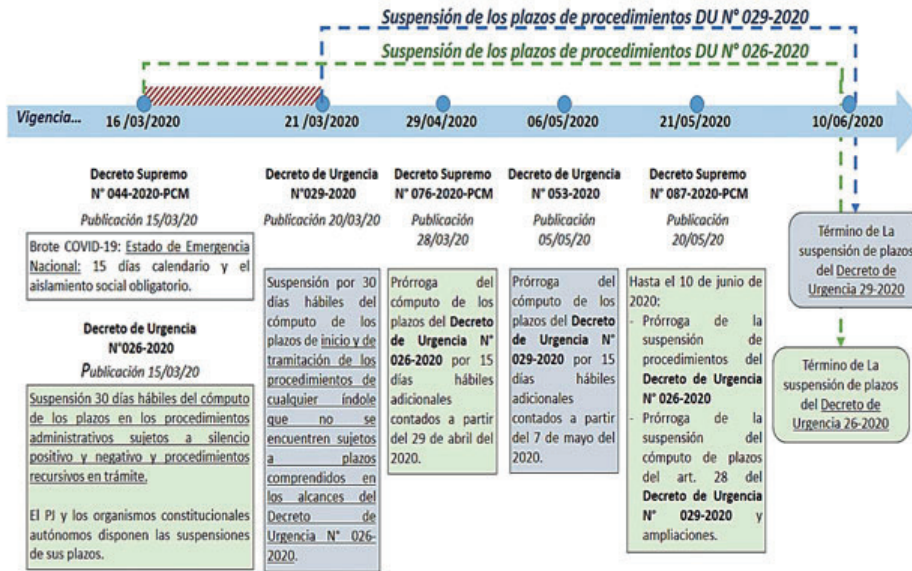 Suspensión de los plazos de procedimientos DU N° 029-2020
Suspensión de los plazos de procedimientos DU N° 026-2020
Vigencia...
16 /03/2020
21 /03/2020
29/04/2020
06/05/2020
21/05/2020
10/06/2020
Decreto Supremo
N° 044-2020-PCM
Publicación 15/03/20
Brote COVID-19: Estado de Emergencia
Nacional: 15 días calendario y el
aislamiento social obligatorio.
Decreto de Urgencia
N°026-2020
Publicación 15/03/20
Suspensión 30 días hábiles del cómputo
de los plazos en los procedimientos
administrativos sujetos a silencio
positivo y negativo y procedimientos
recursivos en trámite.
El PJ y los organismos constitucionales
autónomos disponen las suspensiones
de sus plazos.
Decreto de Urgencia
N°029-2020
Publicación 20/03/20
Suspensión por 30
días hábiles del
cómputo de los
plazos de inicio y de
tramitación de los
procedimientos de
cualquier índole
que no se
encuentren sujetos
a plazos
comprendidos en
los alcances del
Decreto de
Urgencia N° 026-
2020.
Decreto Supremo
N° 076-2020-PCM
Publicación
28/03/20
Prórroga del
cómputo de los
plazos del Decreto
de Urgencia N°
026-2020 por 15
días hábiles
adicionales
contados a partir
del 29 de abril del
2020.
Decreto de Urgencia
N° 053-2020
Publicación
05/05/20
Prórroga del
cómputo de los
plazos del Decreto
de Urgencia N°
029-2020 por 15
días hábiles
adicionales
contados a partir
del 7 de mayo del
2020.
Decreto Supremo
N° 087-2020-PCM
Publicación
20/05/20
Hasta el 10 de junio de
2020:
- Prórroga de la
suspensión de
procedimientos del
Decreto de Urgencia
N° 026-2020
- Prórroga de la
suspensión del
cómputo de plazos
del art. 28 del
Decreto de Urgencia
N° 029-2020 y
ampliaciones.
Término de La
suspensión de plazos
del Decreto de
Urgencia 29-2020
Término de La
suspensión de plazos
del Decreto de
Urgencia 26-2020